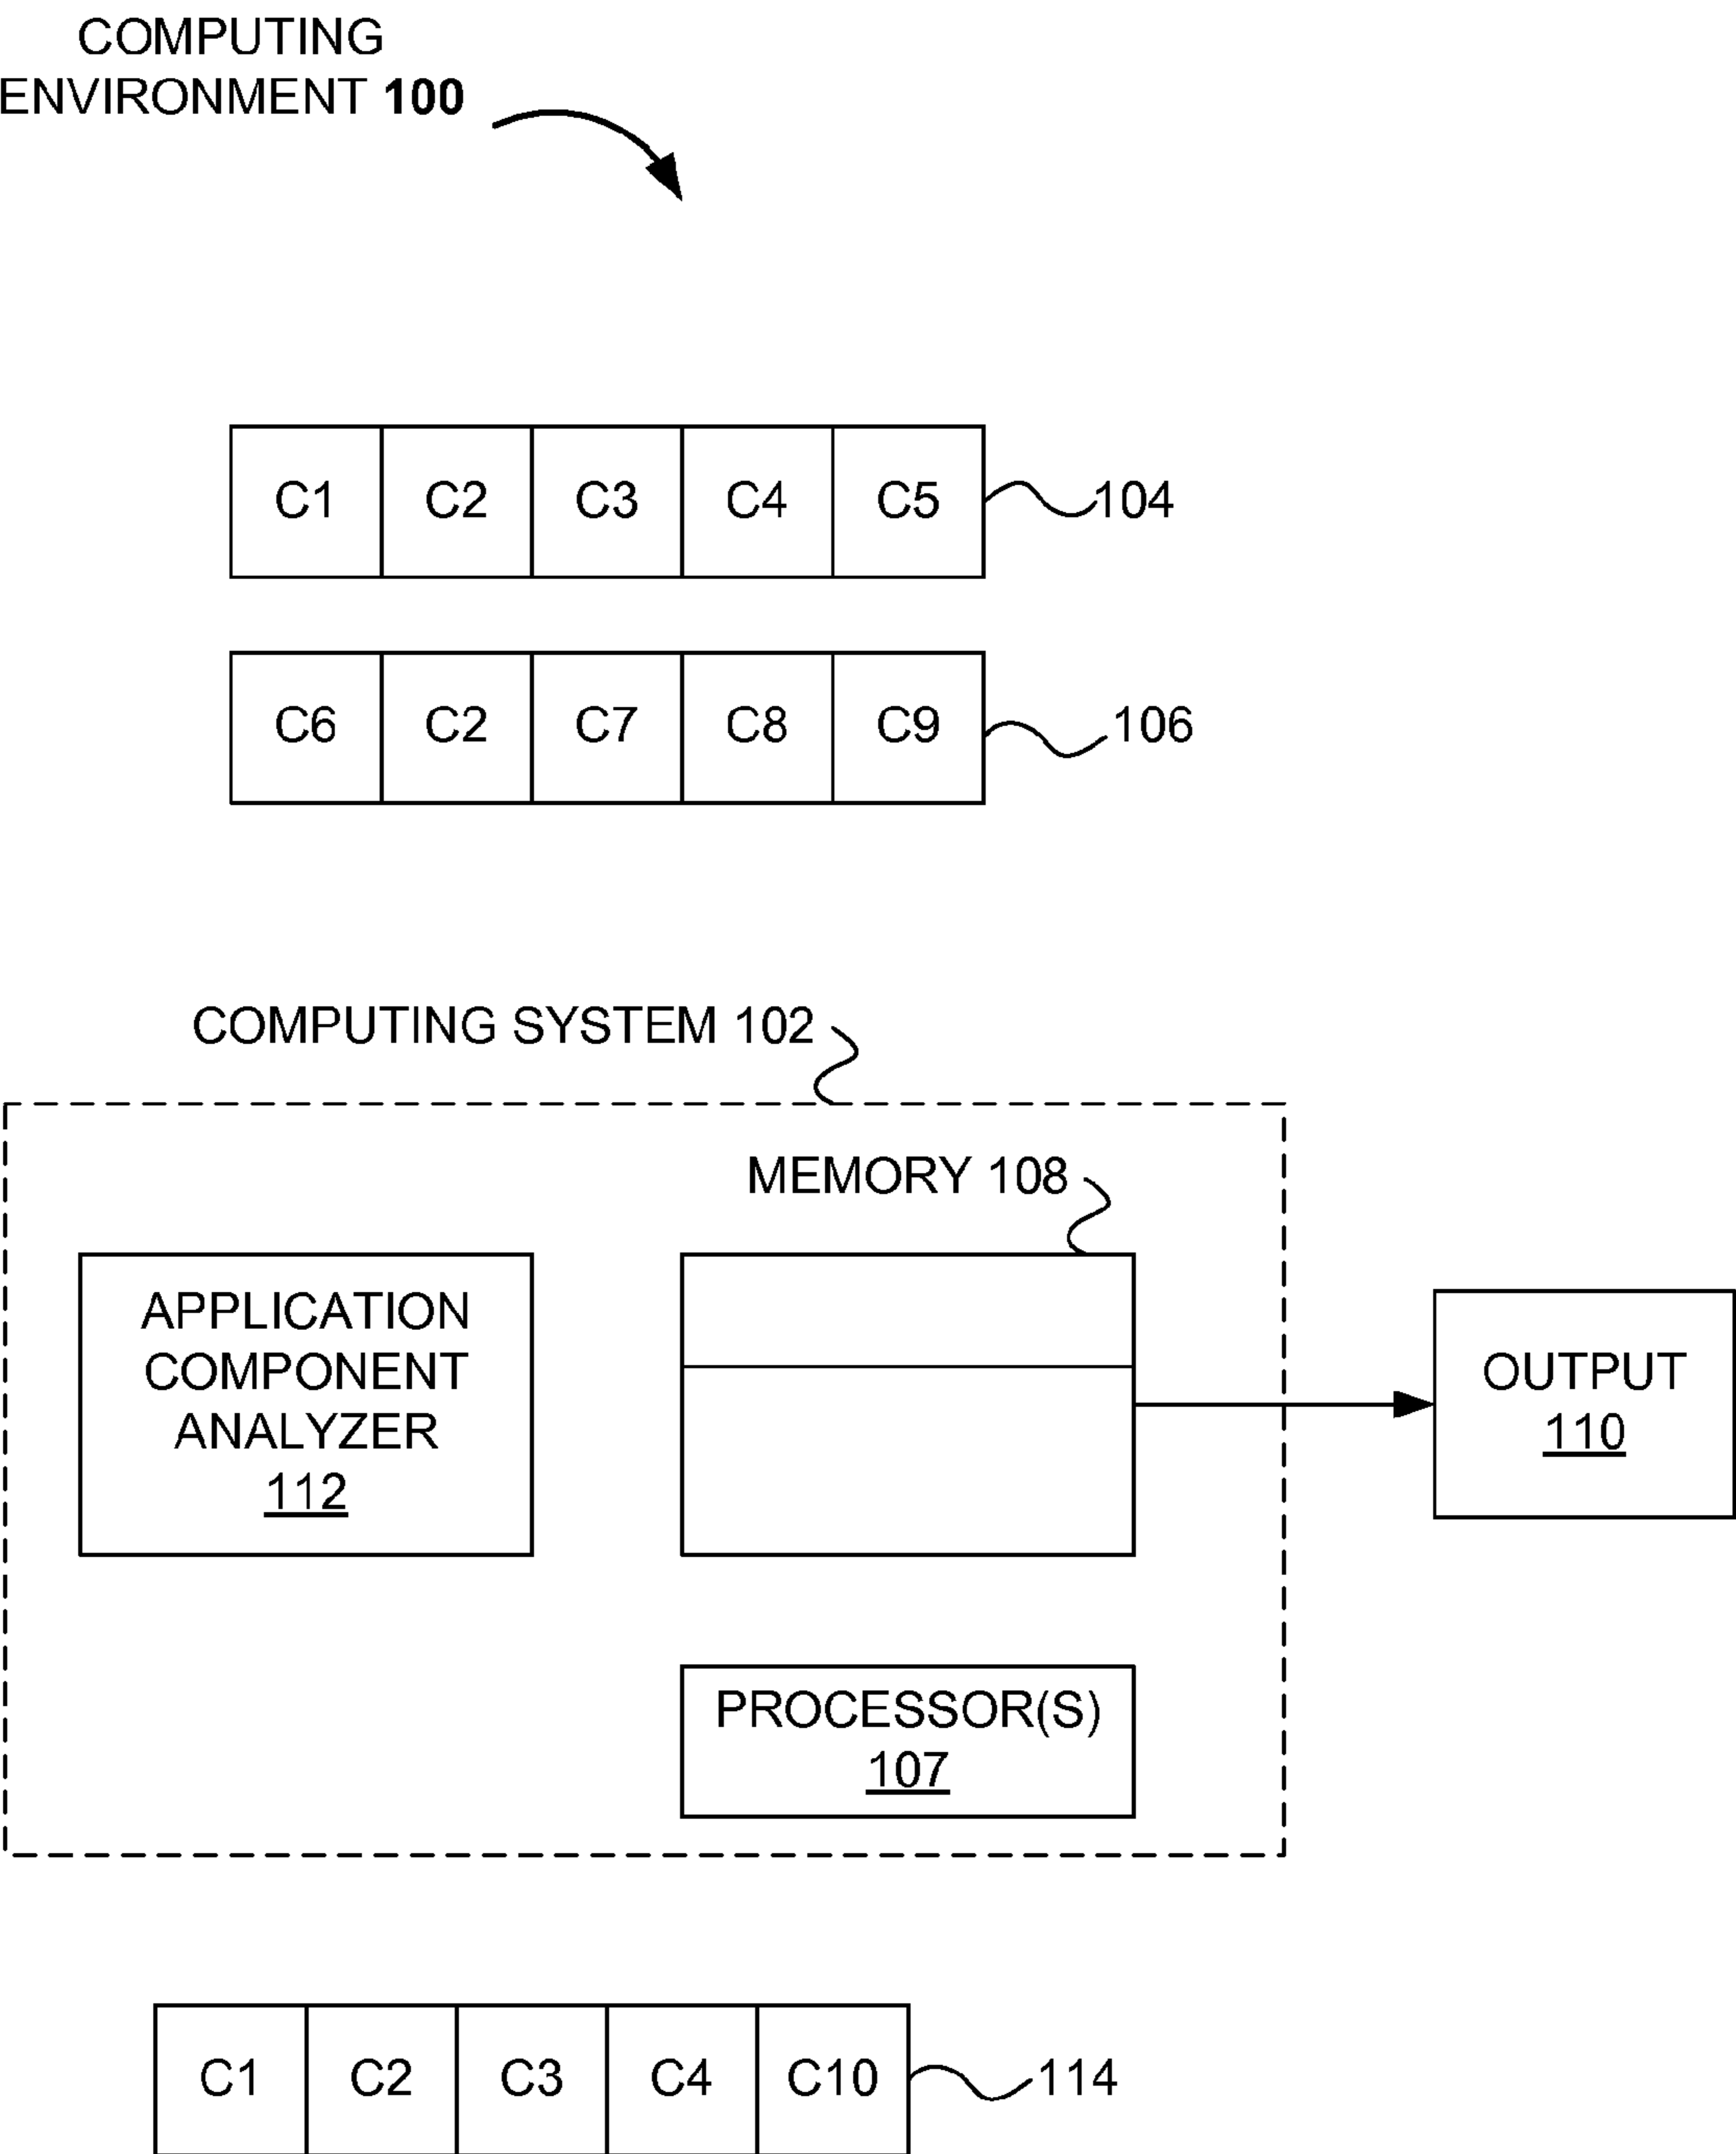 COMPUTING
ENVIRONMENT 100
C1 C2 C3 C4 C5 104
C6 C2 C7 C8 C9 106
COMPUTING SYSTEM 102
MEMORY 108
APPLICATION
COMPONENT
ANALYZER
112
OUTPUT
110
PROCESSOR(S)
107
C1 C2 C3 C4 C10 114